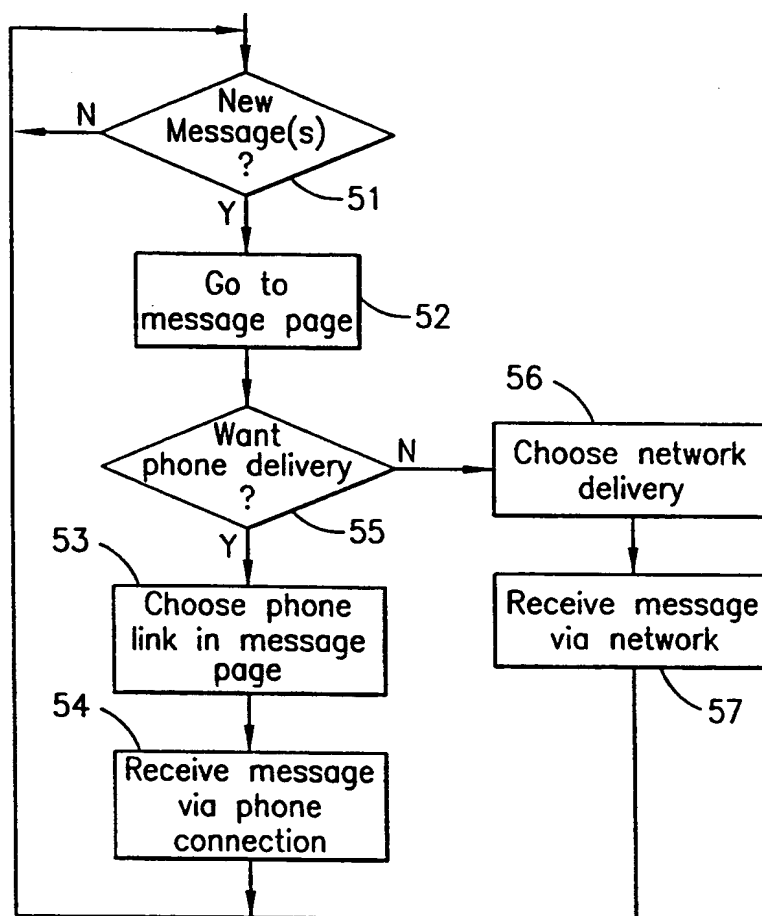 New
Message(s)
?
N
51
Y
Go to
message page
52
Want
phone delivery
?
N
55
Y
56
Choose network
delivery
53
Choose phone
link in message
page
Receive message
via network
57
54
Receive message
via phone
connection